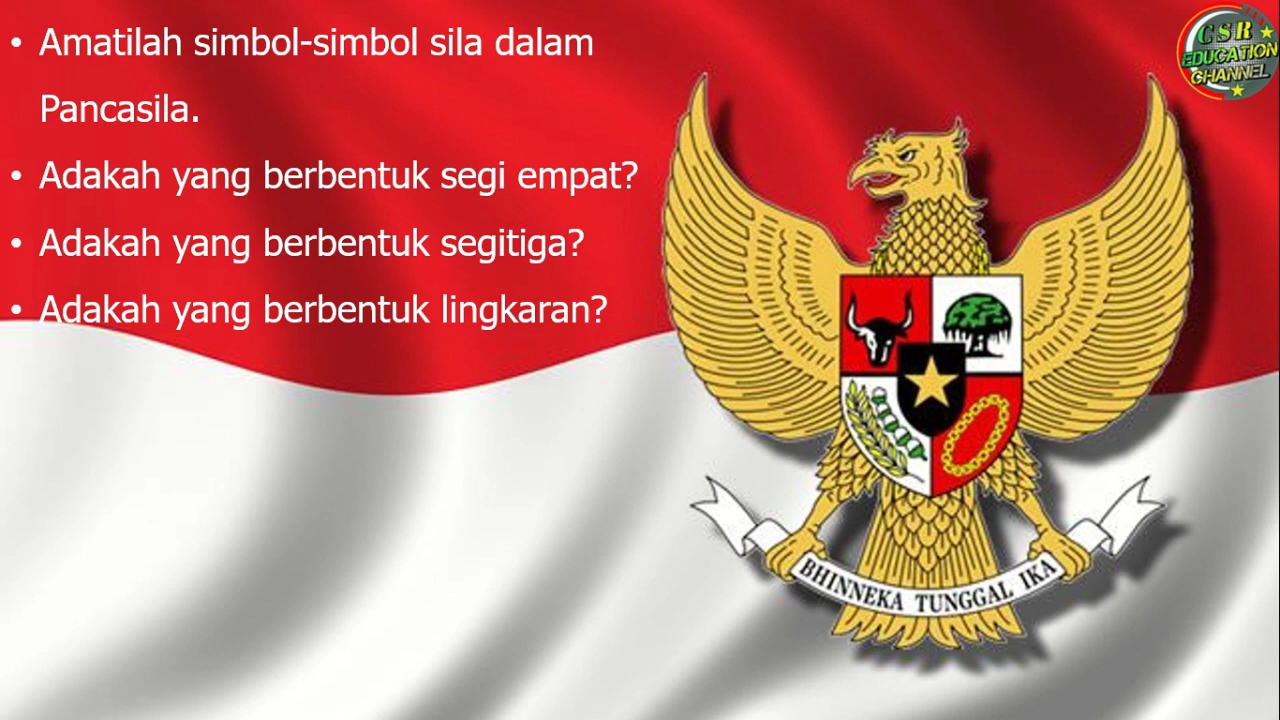 • Amatilah simbol-simbol sila dalam
Pancasila.
• Adakah yang berbentuk segi empat?
• Adakah yang berbentuk segitiga?
• Adakah yang berbentuk lingkaran?
CSR
EDUCATION
CHANNEL
BHINNEKA TUNGGAL IKA